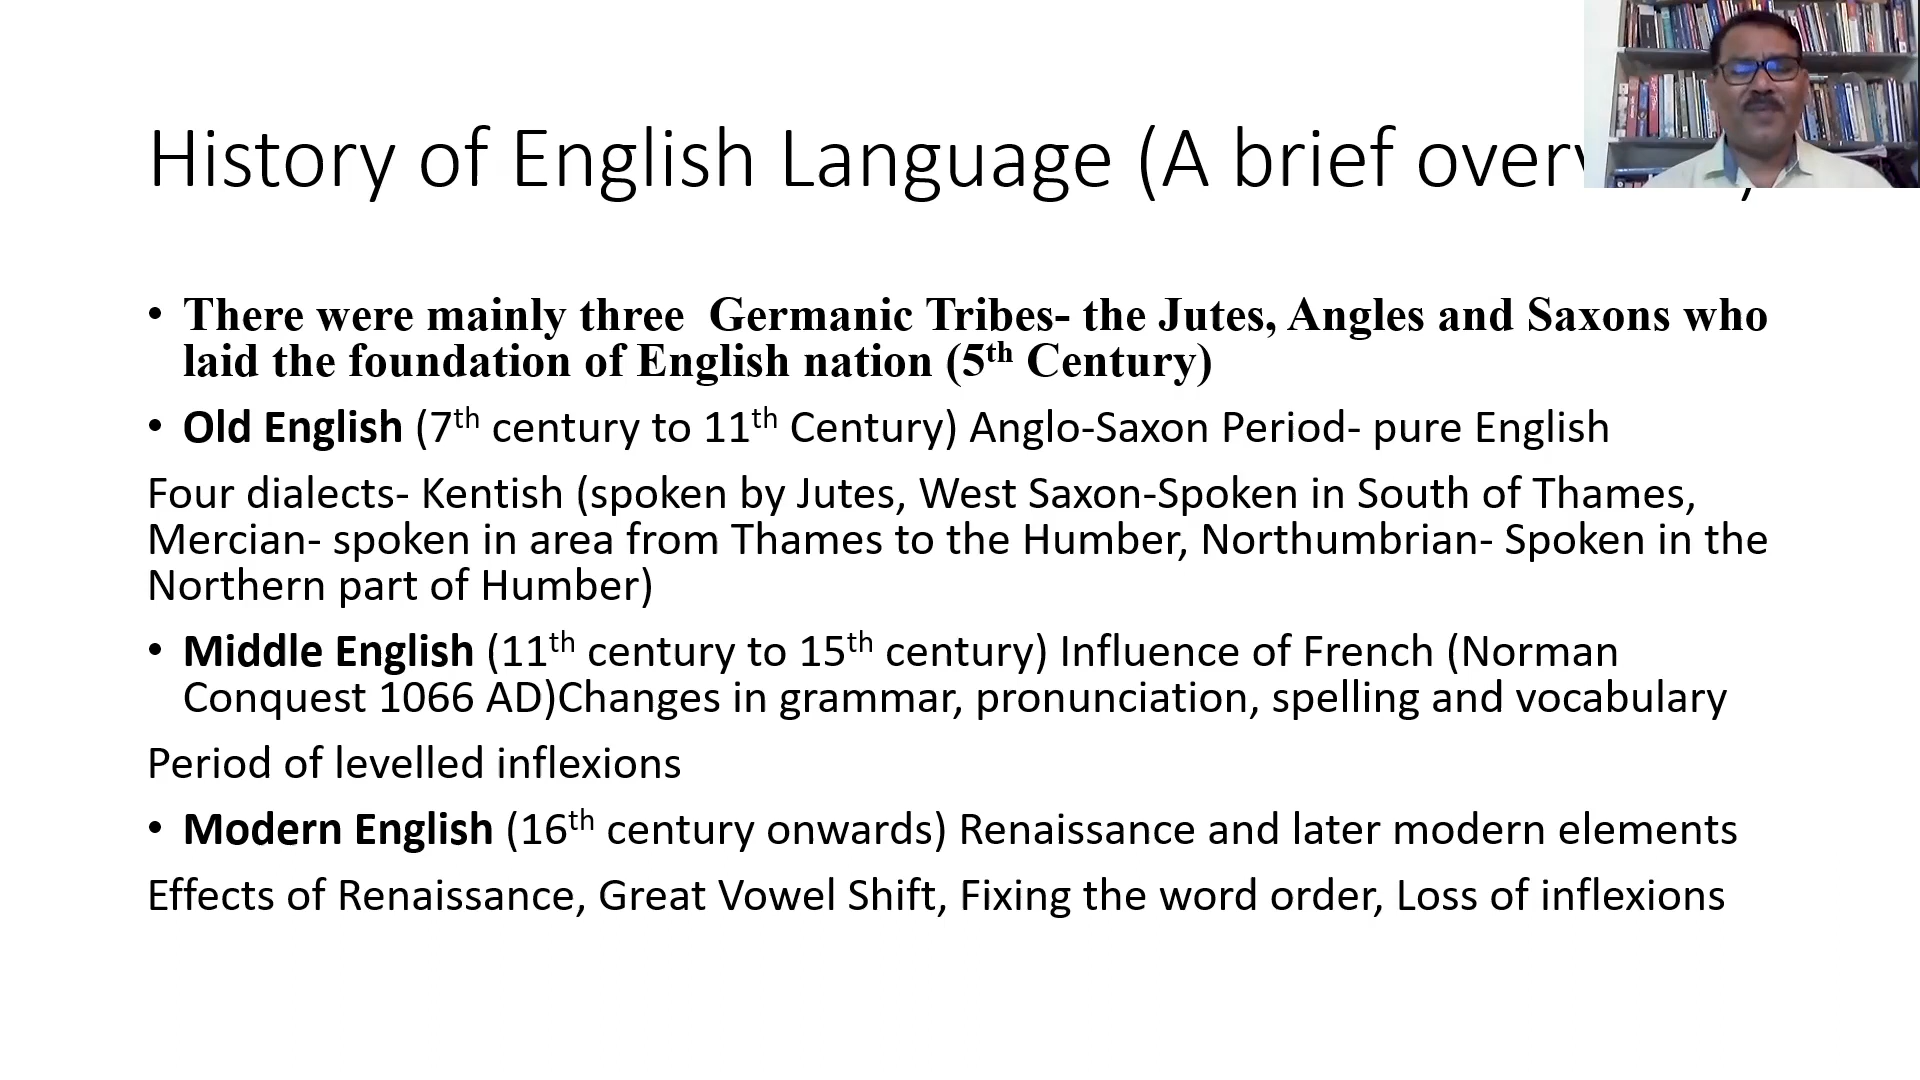 History of English Language (A brief overv
• There were mainly three  Germanic Tribes- the Jutes, Angles and Saxons who
laid the foundation of English nation (5th Century)
• Old English (7th century to 11th Century) Anglo-Saxon Period- pure English
Four dialects- Kentish (spoken by Jutes, West Saxon-Spoken in South of Thames,
Mercian- spoken in area from Thames to the Humber, Northumbrian- Spoken in the
Northern part of Humber)
• Middle English (11th century to 15th century) Influence of French (Norman
Conquest 1066 AD)Changes in grammar, pronunciation, spelling and vocabulary
Period of levelled inflexions
• Modern English (16th century onwards) Renaissance and later modern elements
Effects of Renaissance, Great Vowel Shift, Fixing the word order, Loss of inflexions